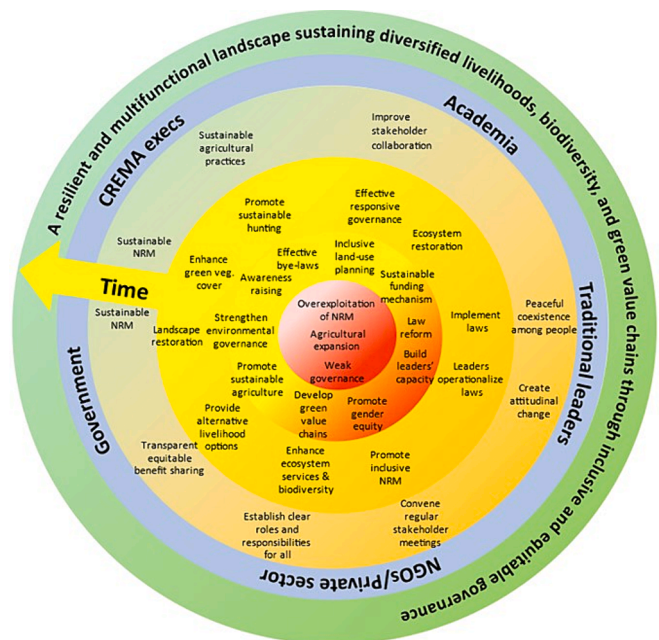 A resilient and multifunctional landscape sustaining diversified livelihoods, biodiversity, and green value chains through inclusive and equitable governance
CREMA execs
Academia
Traditional leaders
NGOs/Private sector
Government
Time
Sustainable
agricultural
practices
Improve
stakeholder
collaboration
Sustainable
NRM
Sustainable
NRM
Peaceful
coexistence
among people
Create
attitudinal
change
Transparent
equitable
benefit sharing
Establish clear
roles and
responsibilities
for all
Convene
regular
stakeholder
meetings
Promote
sustainable
hunting
Effective
responsive
governance
Ecosystem
restoration
Enhance
green veg.
cover
Landscape
restoration
Implement
laws
Leaders
operationalize
laws
Provide
alternative
livelihood
options
Enhance
ecosystem
services &
biodiversity
Promote
inclusive
NRM
Effective
bye-laws
Inclusive
land-use
planning
Awareness
raising
Sustainable
funding
mechanism
Strengthen
environmental
governance
Promote
sustainable
agriculture
Law
reform
Build
leaders'
capacity
Develop
green
value
chains
Promote
gender
equity
Overexploitation
of NRM
Agricultural
expansion
Weak
governance